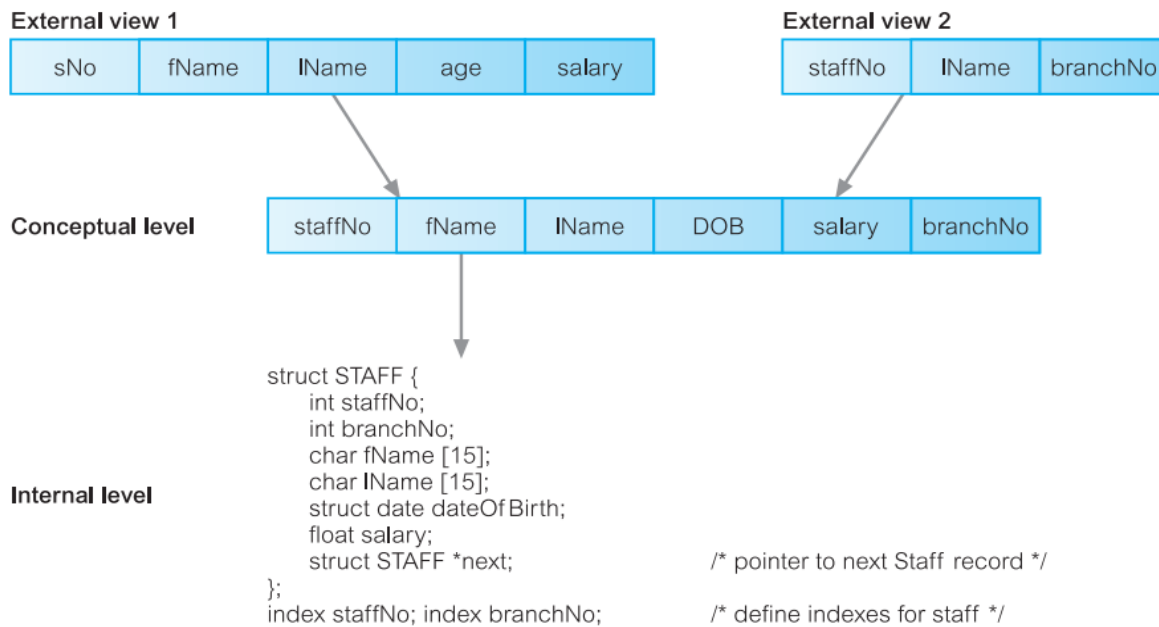 External view 1
External view 2
sNo fName lName age salary
staffNo lName branchNo
Conceptual level
staffNo fName lName DOB salary branchNo
struct STAFF {
int staffNo;
int branchNo;
char fName [15];
char lName [15];
Internal level
struct date dateOfBirth;
float salary;
struct STAFF *next; /* pointer to next Staff record */
};
index staffNo; index branchNo; /* define indexes for staff */